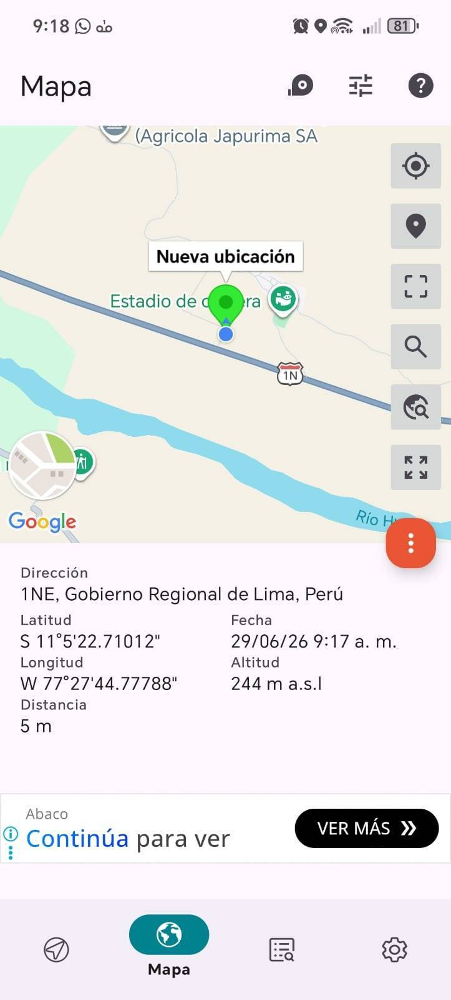 9:18
81
Mapa
(Agricola Japurima SA
Nueva ubicación
Estadio de
1N
Río
Google
Dirección
1NE, Gobierno Regional de Lima, Perú
Latitud
Fecha
S 11°5'22.71012"
29/06/26 9:17 a. m.
Longitud
Altitud
W 77°27'44.77788"
244 m a.s.l
Distancia
5 m
Abaco
Continúa para ver
VER MÁS
Mapa